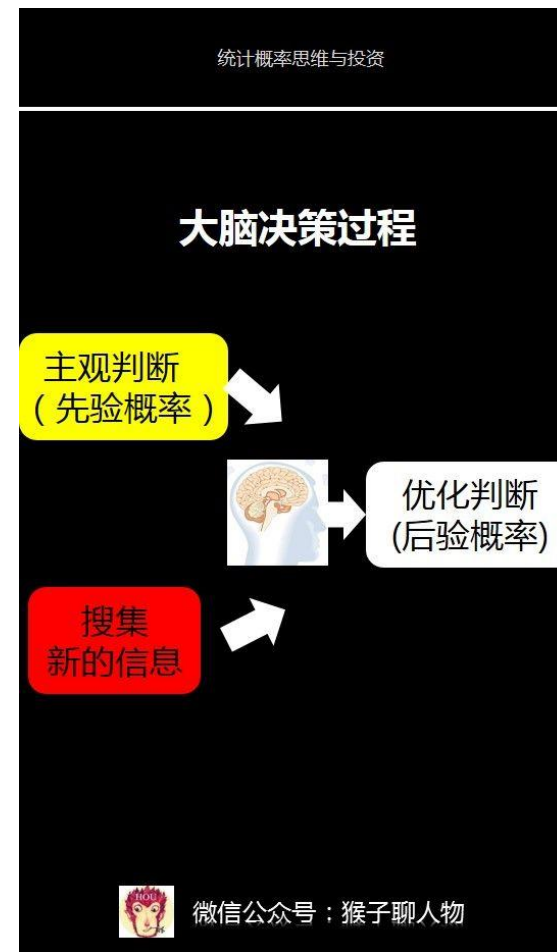 统计概率思维与投资
大脑决策过程
主观判断
(先验概率)
搜集
新的信息
优化判断
(后验概率)
HOU
微信公众号:猴子聊人物